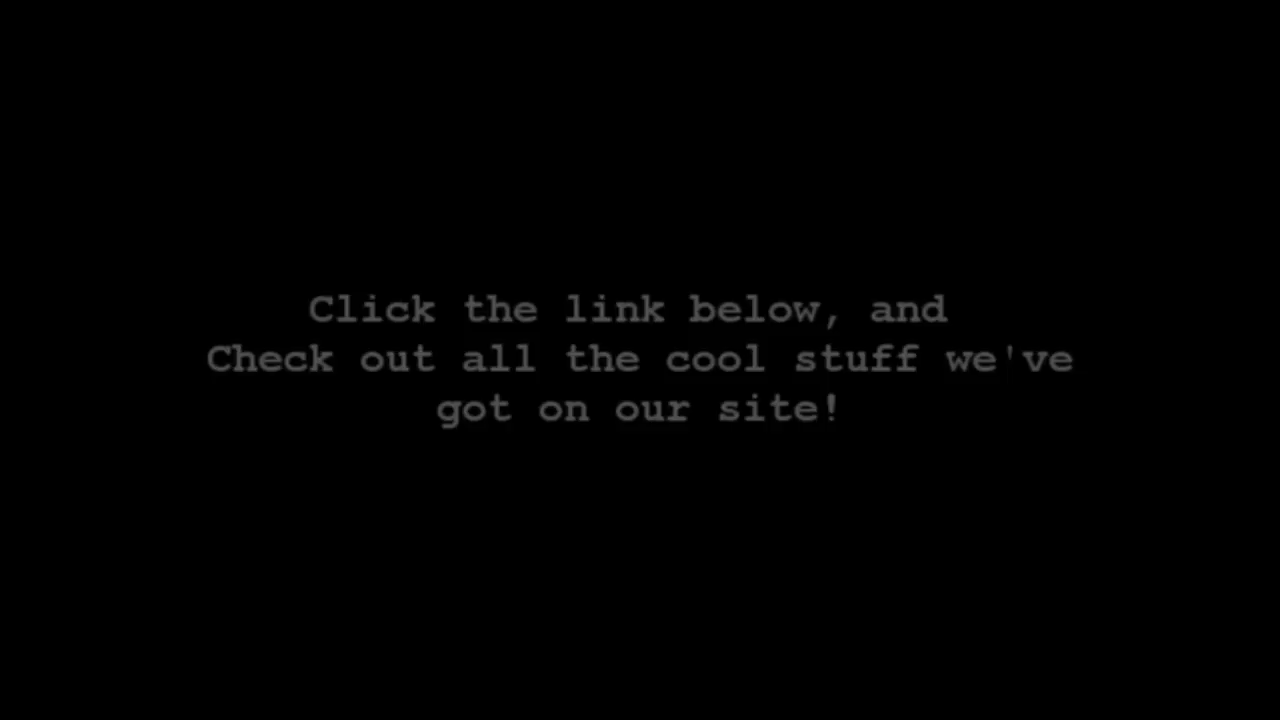 Click the link below, and
Check out all the cool stuff we've
got on our site!